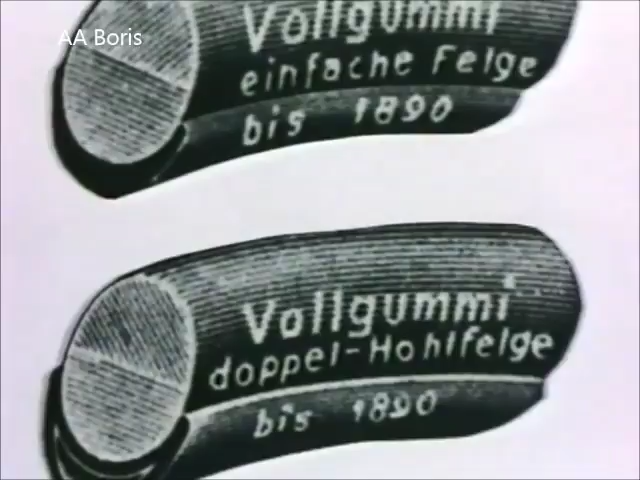 AA Boris
Vollgummi
einfache Felge
bis 1890
Vollgummi
doppel-Hohlfelge
bis 1890